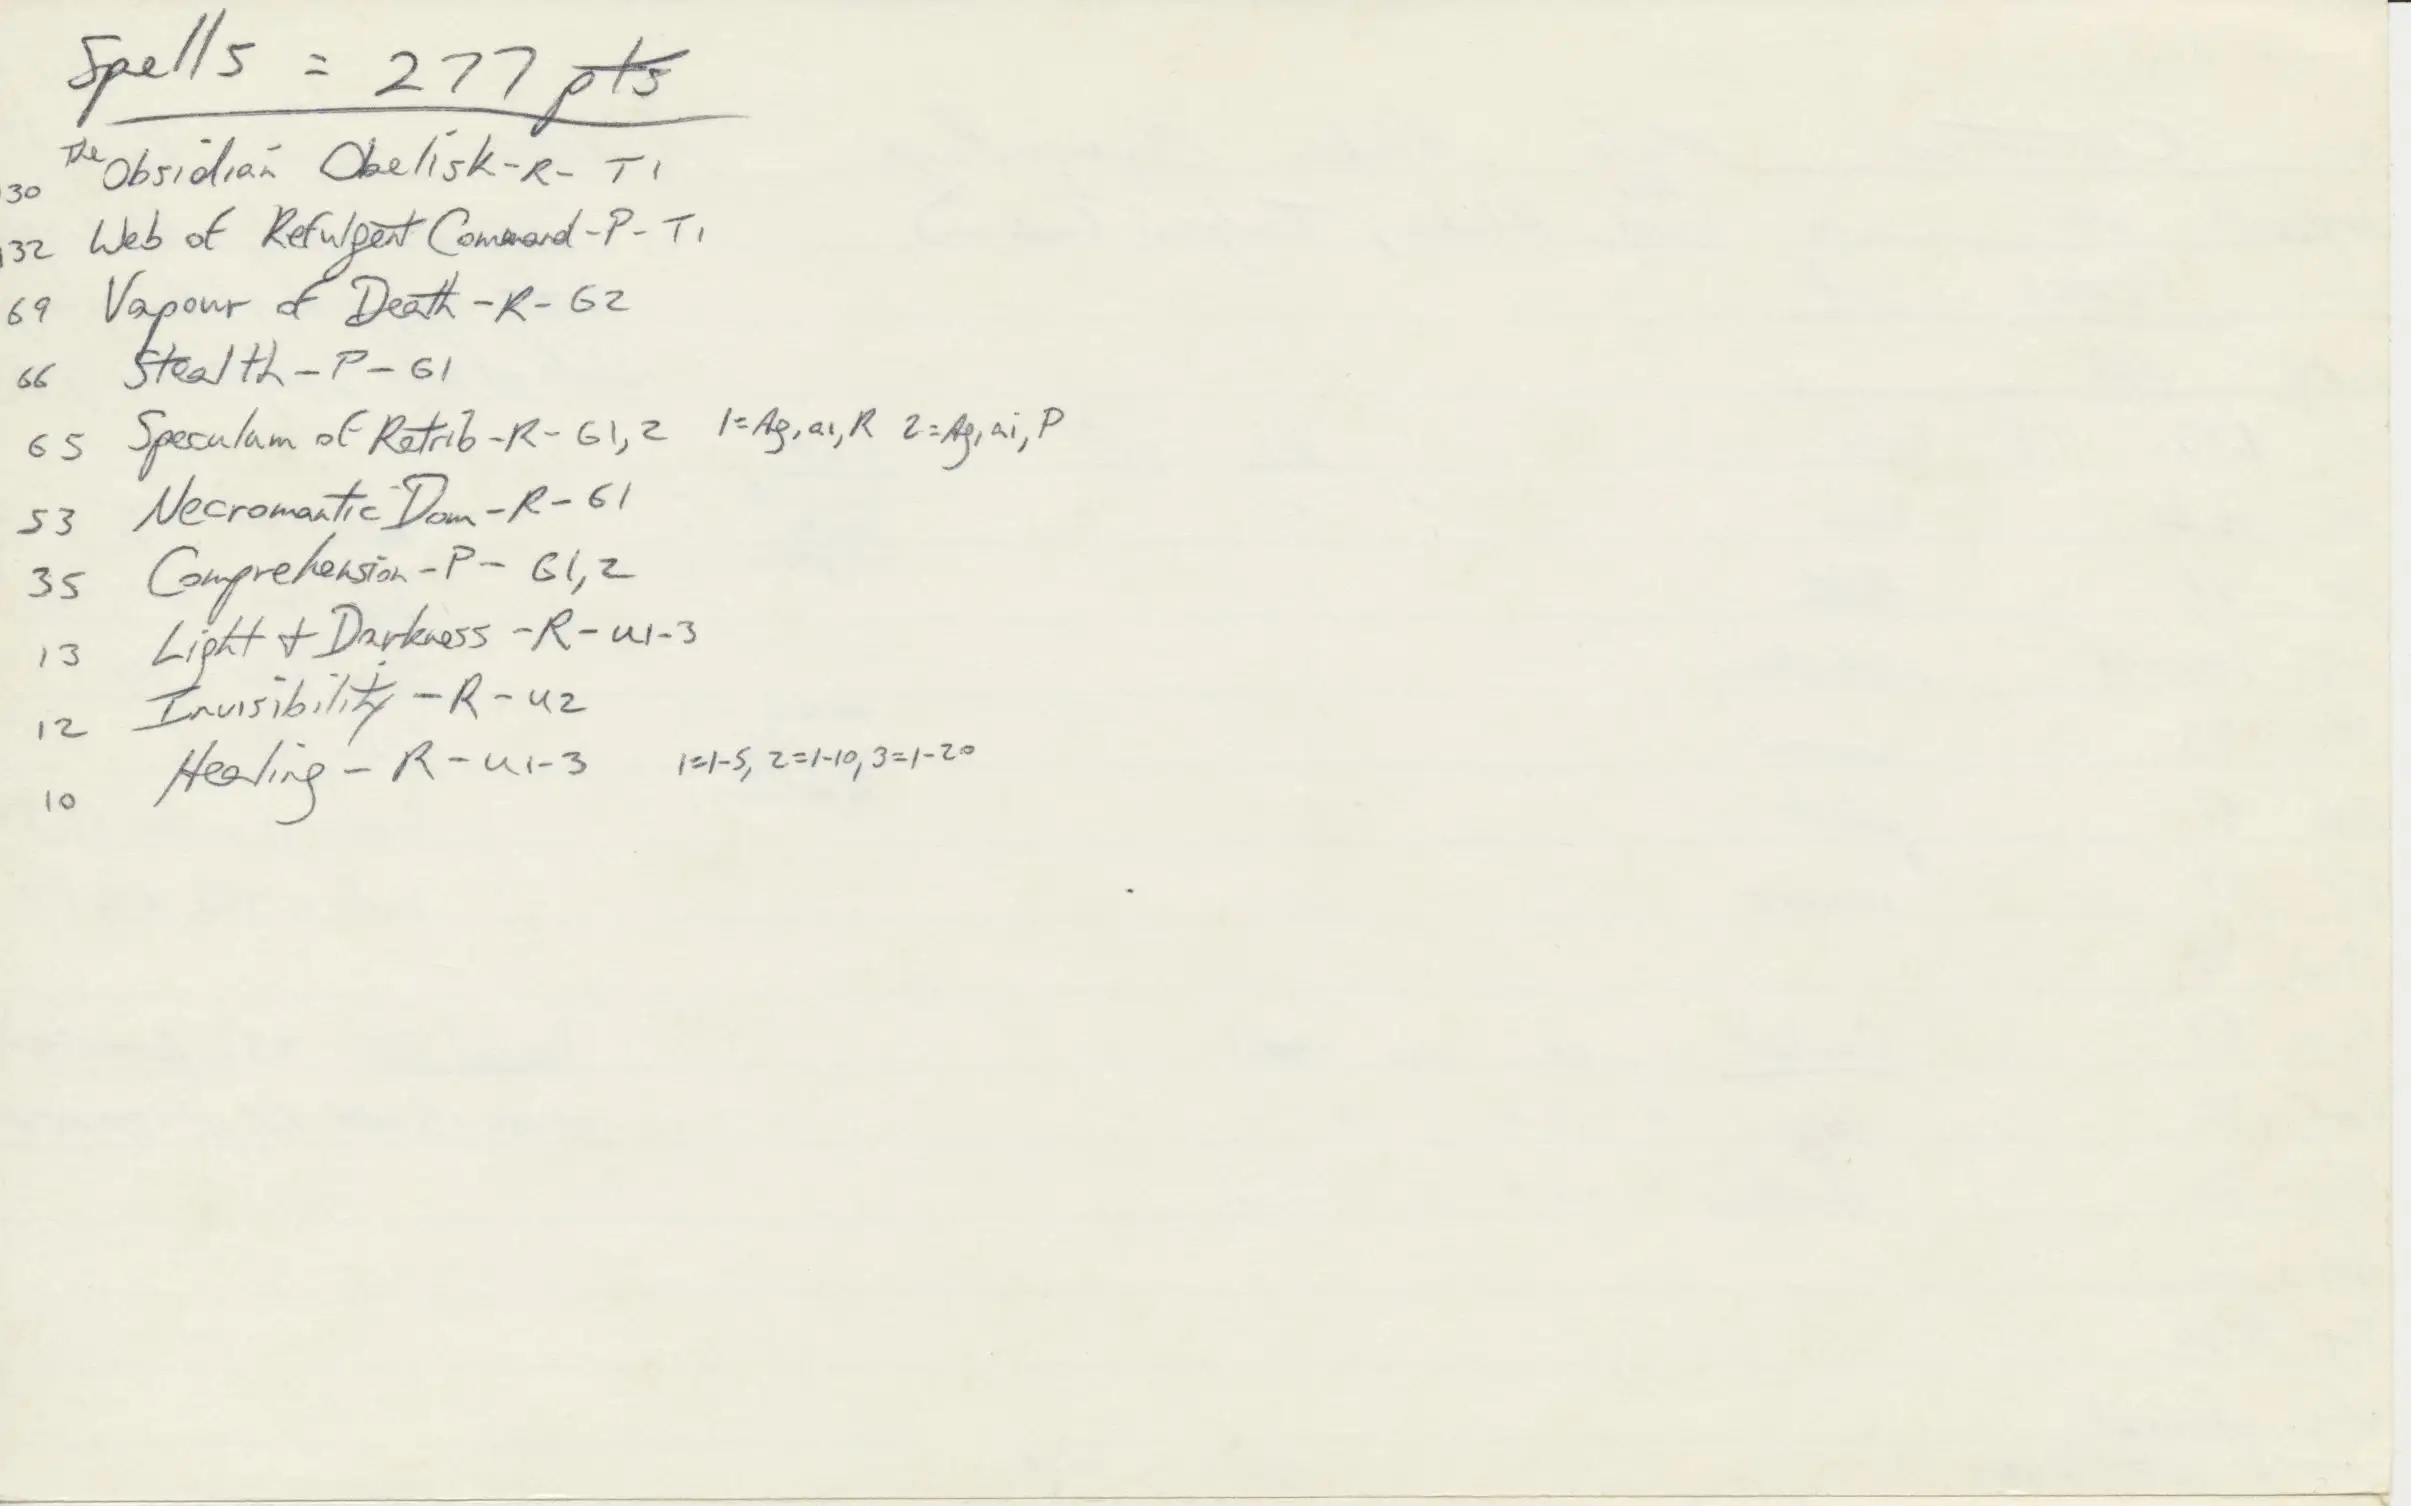 Spells = 277 pts
130 The Obsidian Obelisk - R - T1
132 Web of Refulgent Command - P - T1
69 Vapour of Death - R - G2
66 Stealth - P - G1
65 Speculum of Retrib - R - G1, 2 1=Ag, ai, R 2=Ag, ai, P
53 Necromantic Dom - R - G1
35 Comprehension - P - G1, 2
13 Light + Darkness - R - U1-3
12 Invisibility - R - U2
10 Healing - R - U1-3 1=1-5, 2=1-10, 3=1-20